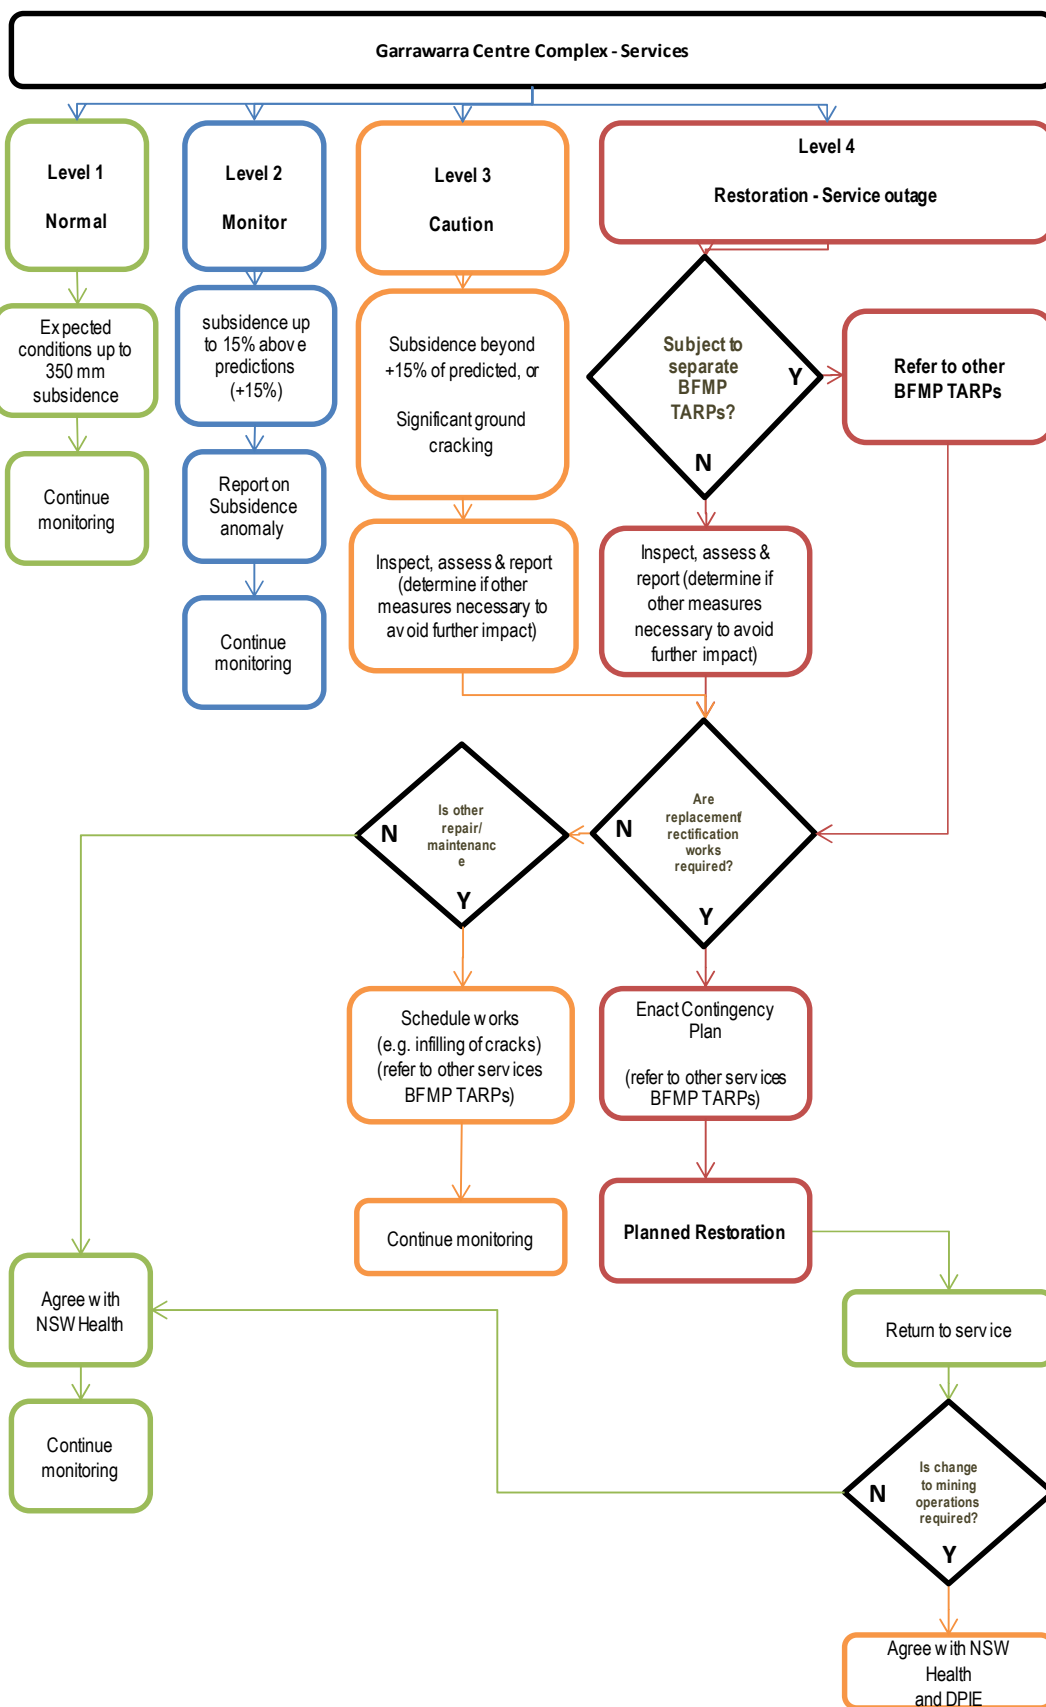 Garrawarra Centre Complex - Services
Level 1
Normal
Level 2
Monitor
Level 3
Caution
Level 4
Restoration - Service outage
Expected
conditions up to
350 mm
subsidence
subsidence up
to 15% above
predictions
(+15%)
Subsidence beyond
+15% of predicted, or
Significant ground
cracking
Subject to
separate
BFMP
TARPs?
Y
N
Refer to other
BFMP TARPs
Continue
monitoring
Report on
Subsidence
anomaly
Inspect, assess & report
(determine if other
measures necessary to
avoid further impact)
Inspect, assess &
report (determine if
other measures
necessary to avoid
further impact)
Continue
monitoring
Is other
repair/
maintenanc
e
N
Y
Are
replacement/
rectification
works
required?
N
Y
Schedule works
(e.g. infilling of cracks)
(refer to other services
BFMP TARPs)
Enact Contingency
Plan
(refer to other services
BFMP TARPs)
Continue monitoring
Planned Restoration
Agree with
NSW Health
Return to service
Continue
monitoring
Is change
to mining
operations
required?
N
Y
Agree with NSW
Health
and DPIE